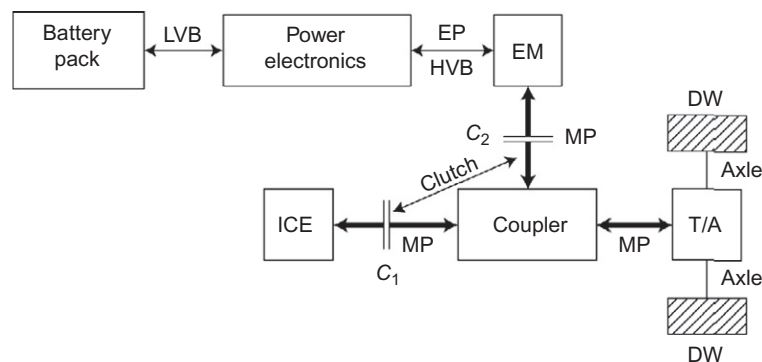 Battery
pack
LVB
Power
electronics
EP
HVB
EM
DW
C2
MP
Axle
Clutch
ICE
MP
C1
Coupler
MP
T/A
Axle
DW